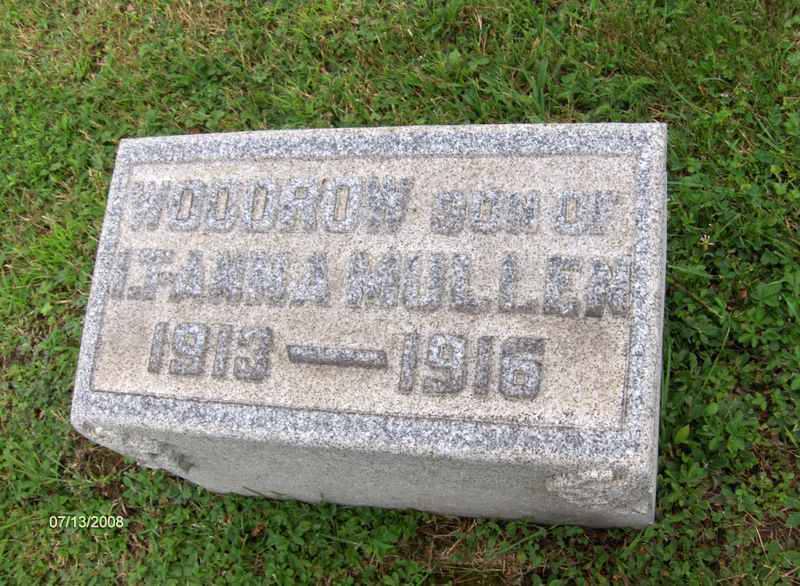 WOODROW SON OF
I.F. ANNA MULLEN
1913 — 1916
07/13/2008